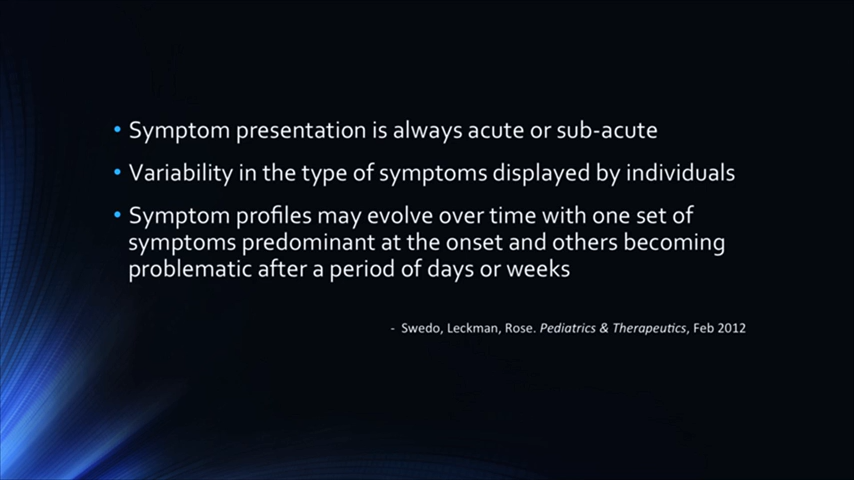 • Symptom presentation is always acute or sub-acute
• Variability in the type of symptoms displayed by individuals
• Symptom profiles may evolve over time with one set of
symptoms predominant at the onset and others becoming
problematic after a period of days or weeks
- Swedo, Leckman, Rose. Pediatrics & Therapeutics, Feb 2012